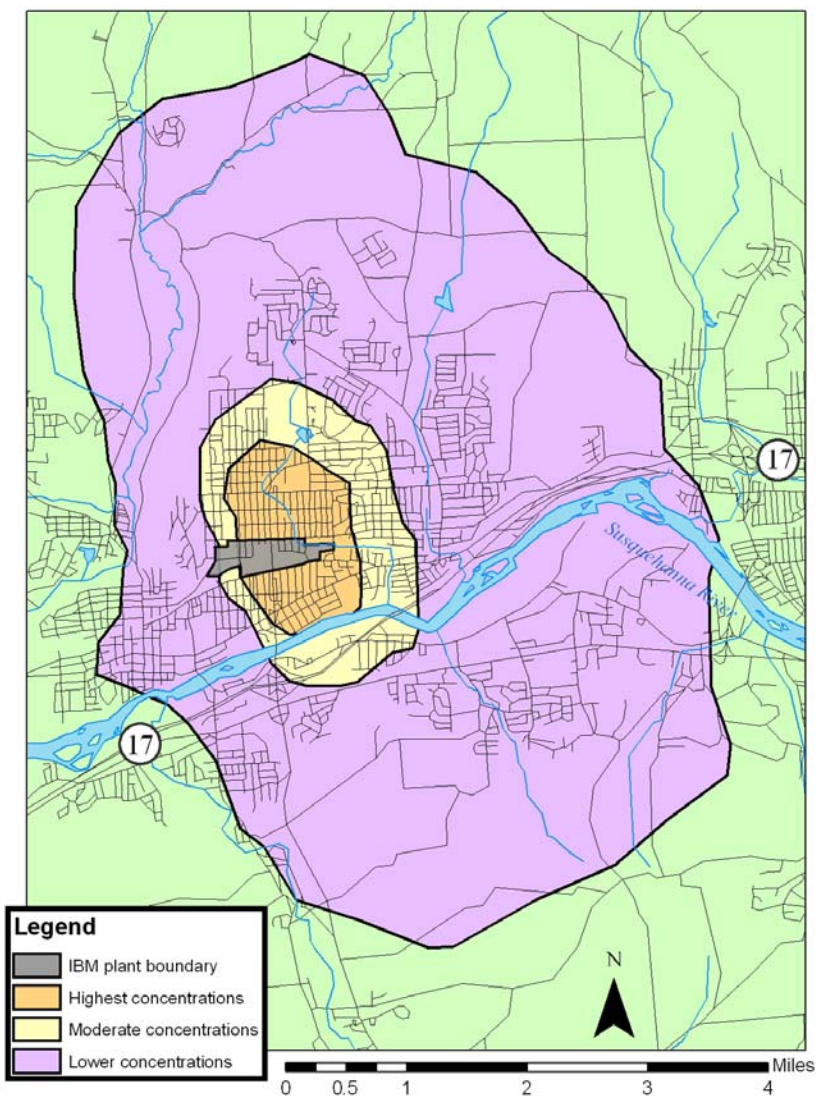 17
Susquehanna River
17
Legend
IBM plant boundary
Highest concentrations
Moderate concentrations
Lower concentrations
N
Miles
0 0.5 1 2 3 4